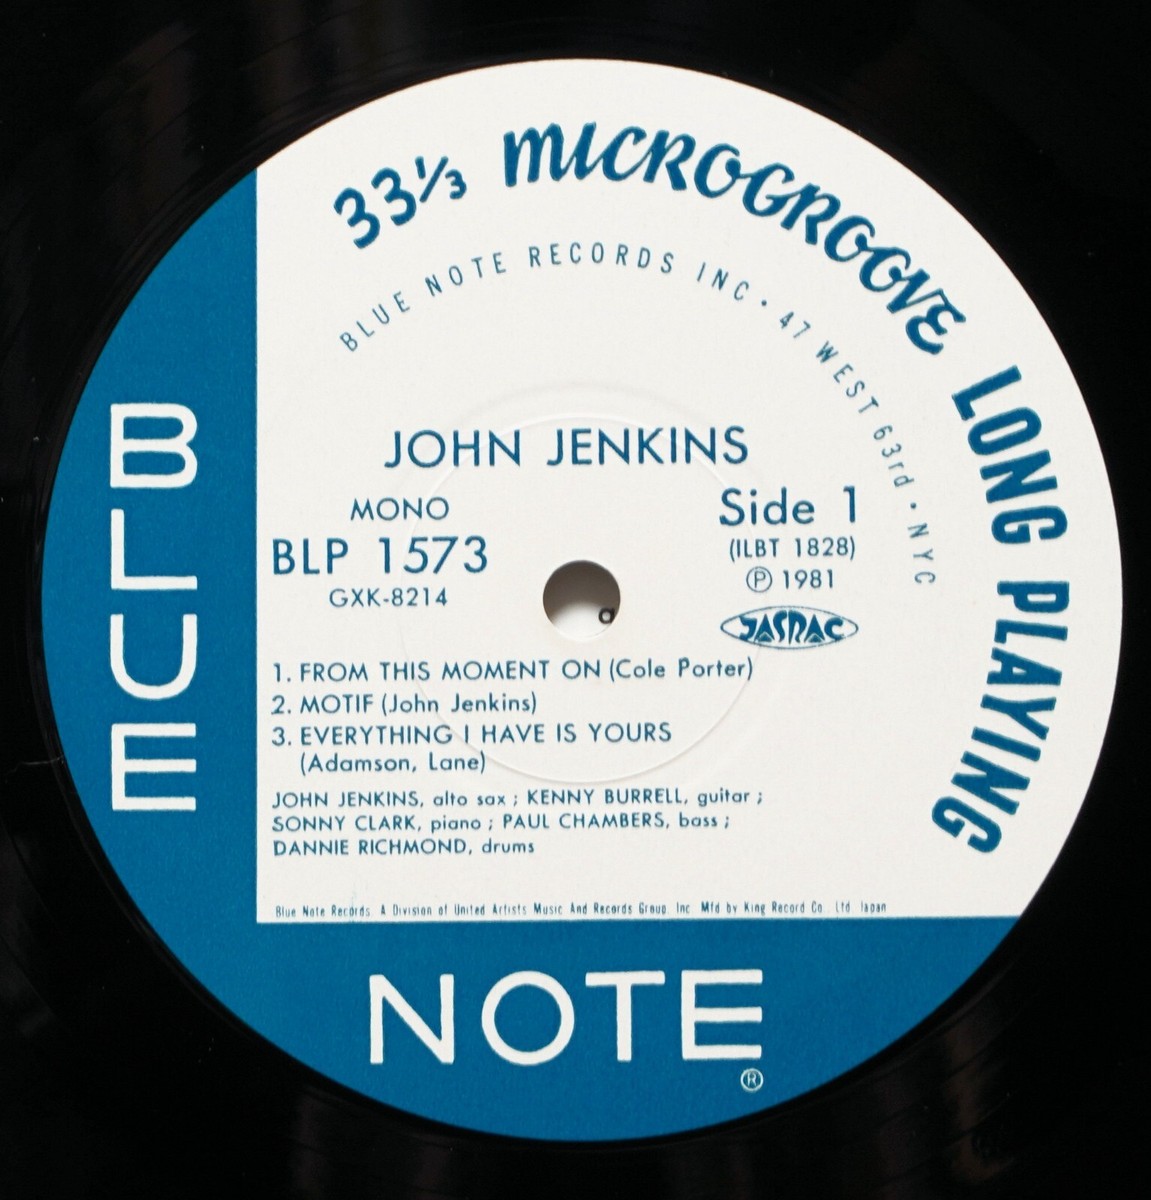 33⅓ MICROGROOVE LONG PLAYING
BLUE NOTE RECORDS INC · 47 WEST 63rd · NYC
JOHN JENKINS
MONO
BLP 1573
GXK-8214
Side 1
(ILBT 1828)
Ⓟ 1981
JASRAC
1. FROM THIS MOMENT ON (Cole Porter)
2. MOTIF (John Jenkins)
3. EVERYTHING I HAVE IS YOURS
(Adamson, Lane)
JOHN JENKINS, alto sax ; KENNY BURRELL, guitar ;
SONNY CLARK, piano ; PAUL CHAMBERS, bass ;
DANNIE RICHMOND, drums
Blue Note Records. A Division of United Artists Music And Records Group, Inc. Mfd by King Record Co., Ltd. Japan
BLUE
NOTE
®
a